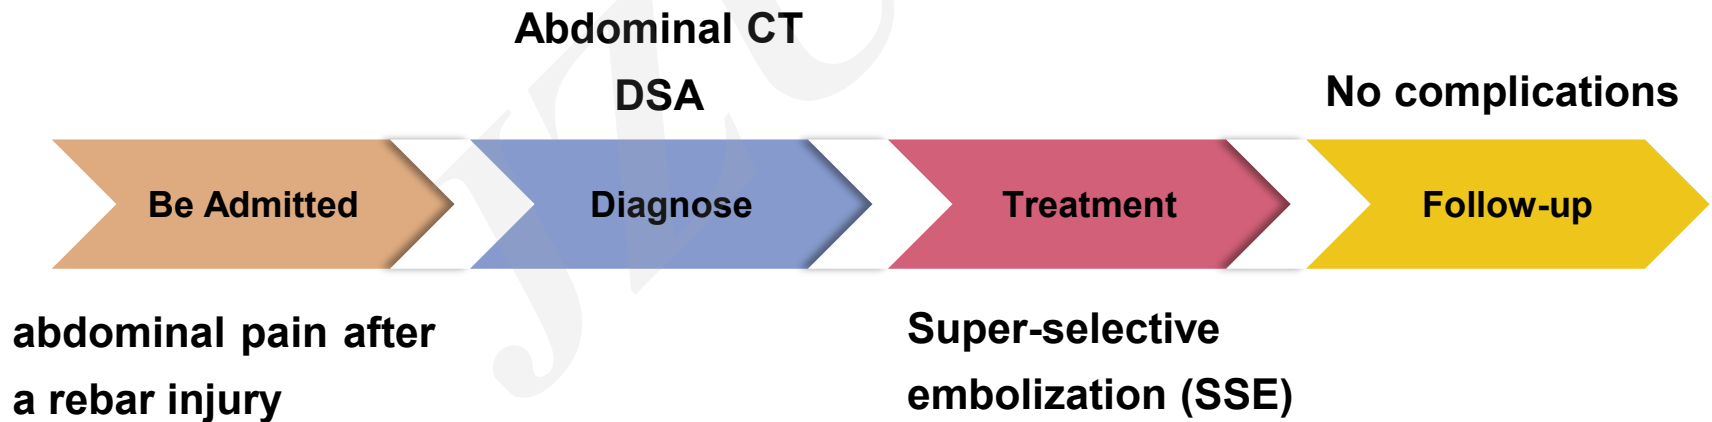 Abdominal CT
DSA
No complications
Be Admitted
Diagnose
Treatment
Follow-up
abdominal pain after
a rebar injury
Super-selective
embolization (SSE)